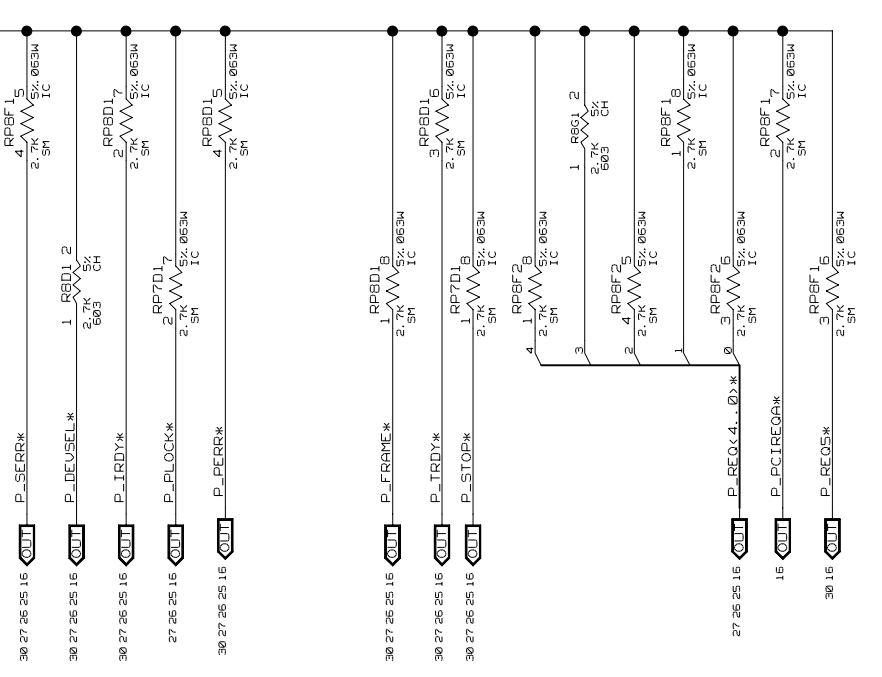 RP8F1
5
4
5%.063W
IC
2.7K
SM
P_SERR*
OUT
30 27 26 25 16
R8D1
2
1
5%
CH
2.7K
603
P_DEVSEL*
OUT
30 27 26 25 16
RP8D1
7
2
5%.063W
IC
2.7K
SM
P_IRDY*
OUT
30 27 26 25 16
RP7D1
7
2
5%.063W
IC
2.7K
SM
P_PLOCK*
OUT
27 26 25 16
RP8D1
5
4
5%.063W
IC
2.7K
SM
P_PERR*
OUT
30 27 26 25 16
RP8D1
8
1
5%.063W
IC
2.7K
SM
P_FRAME*
OUT
30 27 26 25 16
RP8D1
6
3
5%.063W
IC
2.7K
SM
P_TRDY*
OUT
30 27 26 25 16
RP7D1
8
1
5%.063W
IC
2.7K
SM
P_STOP*
OUT
30 27 26 25 16
RP8F2
8
1
5%.063W
IC
2.7K
SM
4
R8G1
2
1
5%
CH
2.7K
603
3
RP8F2
5
4
5%.063W
IC
2.7K
SM
2
RP8F1
8
1
5%.063W
IC
2.7K
SM
1
RP8F2
6
3
5%.063W
IC
2.7K
SM
0
P_REQ<4..0>*
OUT
27 26 25 16
RP8F1
7
2
5%.063W
IC
2.7K
SM
P_PCIREQA*
OUT
16
RP8F1
6
3
5%.063W
IC
2.7K
SM
P_REQ5*
OUT
30 16